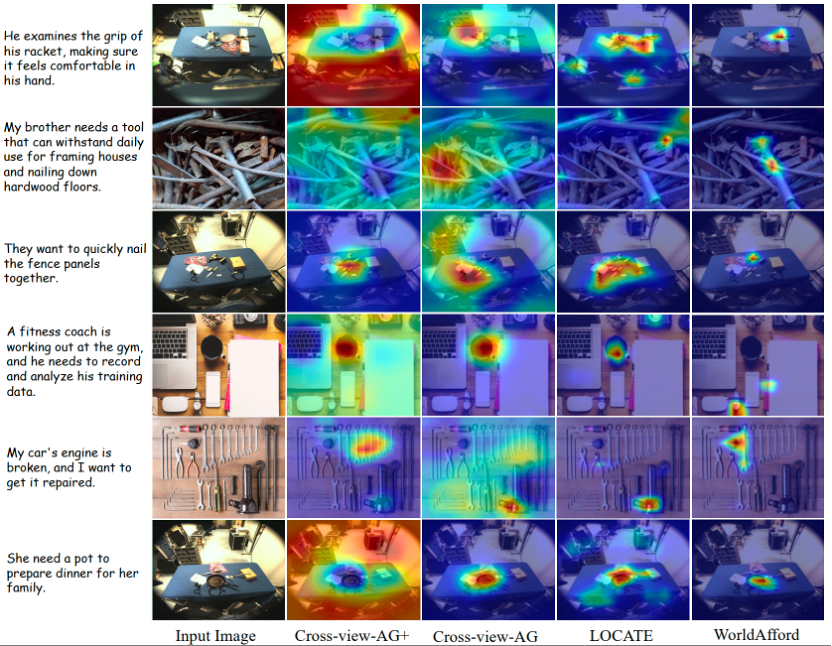 He examines the grip of
his racket, making sure
it feels comfortable in
his hand.
My brother needs a tool
that can withstand daily
use for framing houses
and nailing down
hardwood floors.
They want to quickly nail
the fence panels
together.
A fitness coach is
working out at the gym,
and he needs to record
and analyze his training
data.
My car's engine is
broken, and I want to
get it repaired.
She need a pot to
prepare dinner for her
family.
Input Image
Cross-view-AG+
Cross-view-AG
LOCATE
WorldAfford